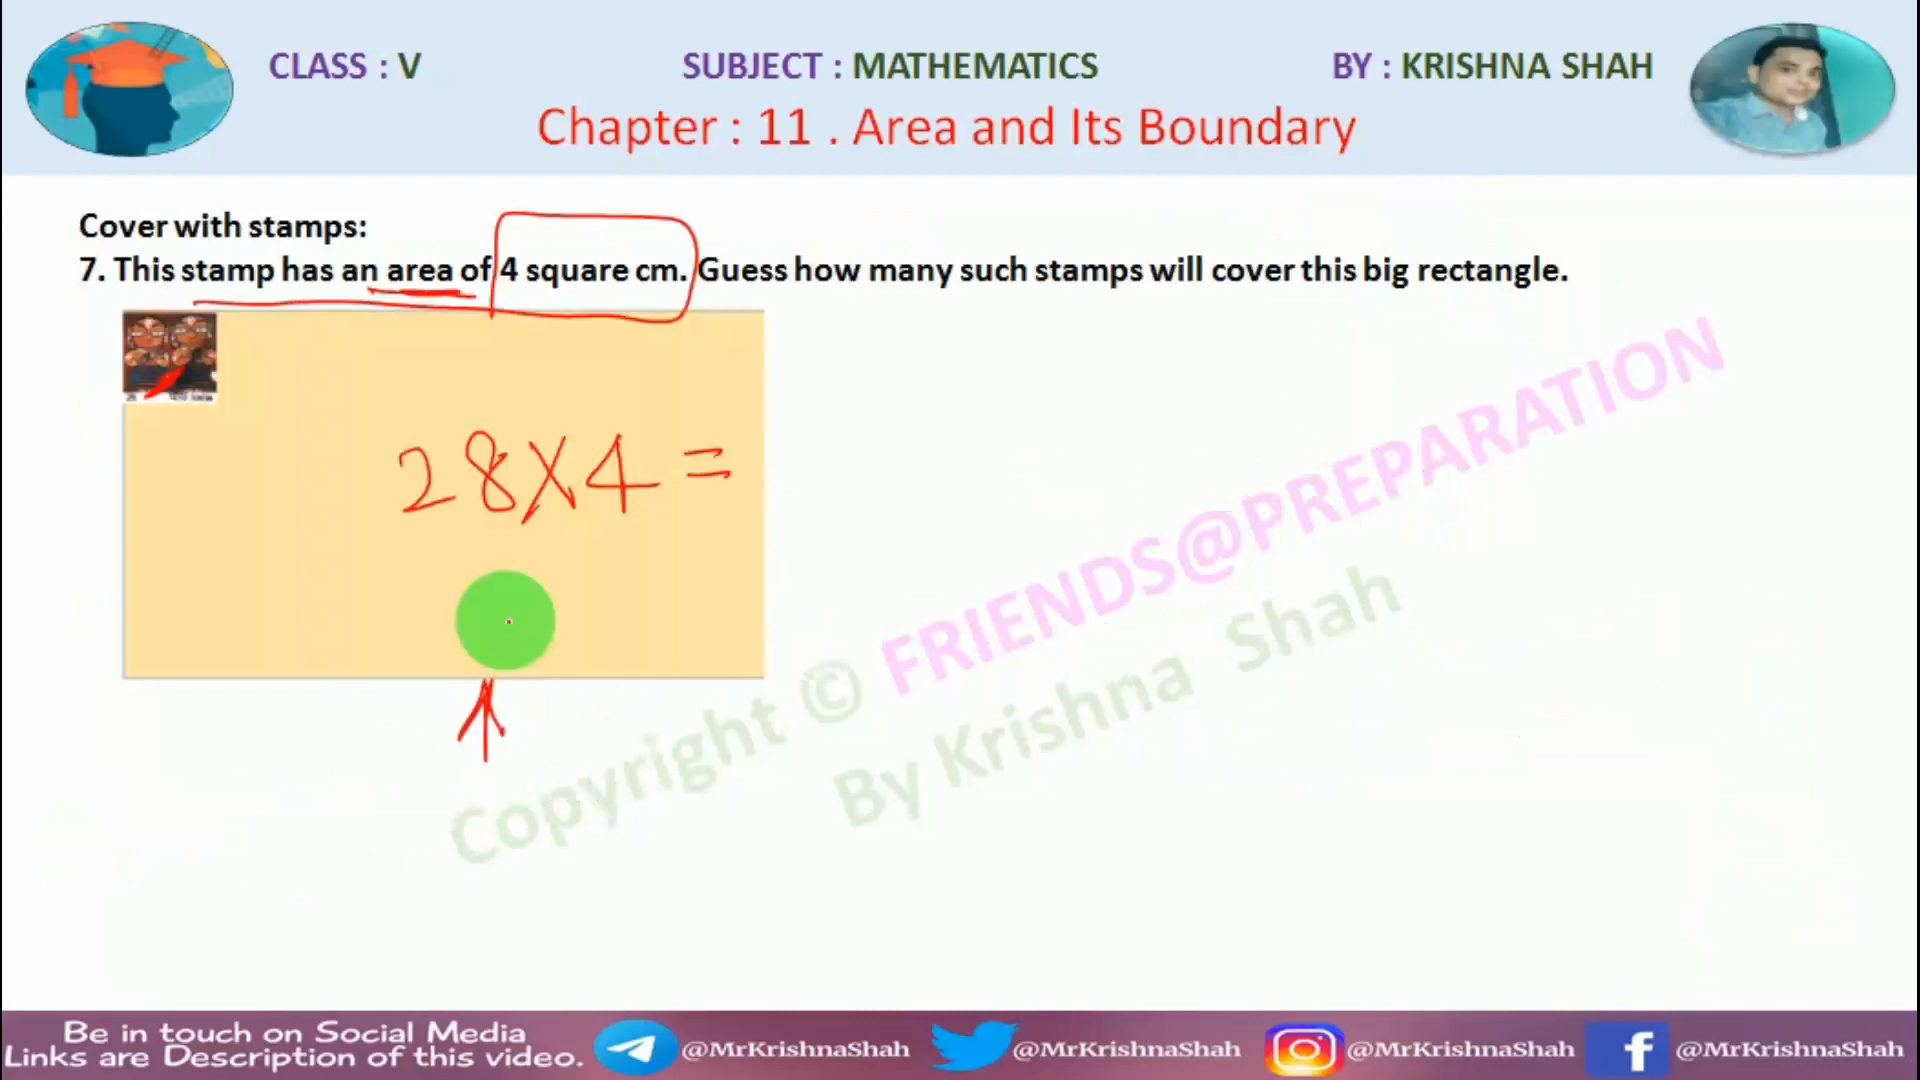 CLASS : V
SUBJECT : MATHEMATICS
BY : KRISHNA SHAH
Chapter : 11 . Area and Its Boundary
Cover with stamps:
7. This stamp has an area of 4 square cm. Guess how many such stamps will cover this big rectangle.
28×4 =
Copyright © FRIENDS@PREPARATION
By Krishna Shah
Be in touch on Social Media
Links are Description of this video.
@MrKrishnaShah
@MrKrishnaShah
@MrKrishnaShah
@MrKrishnaShah